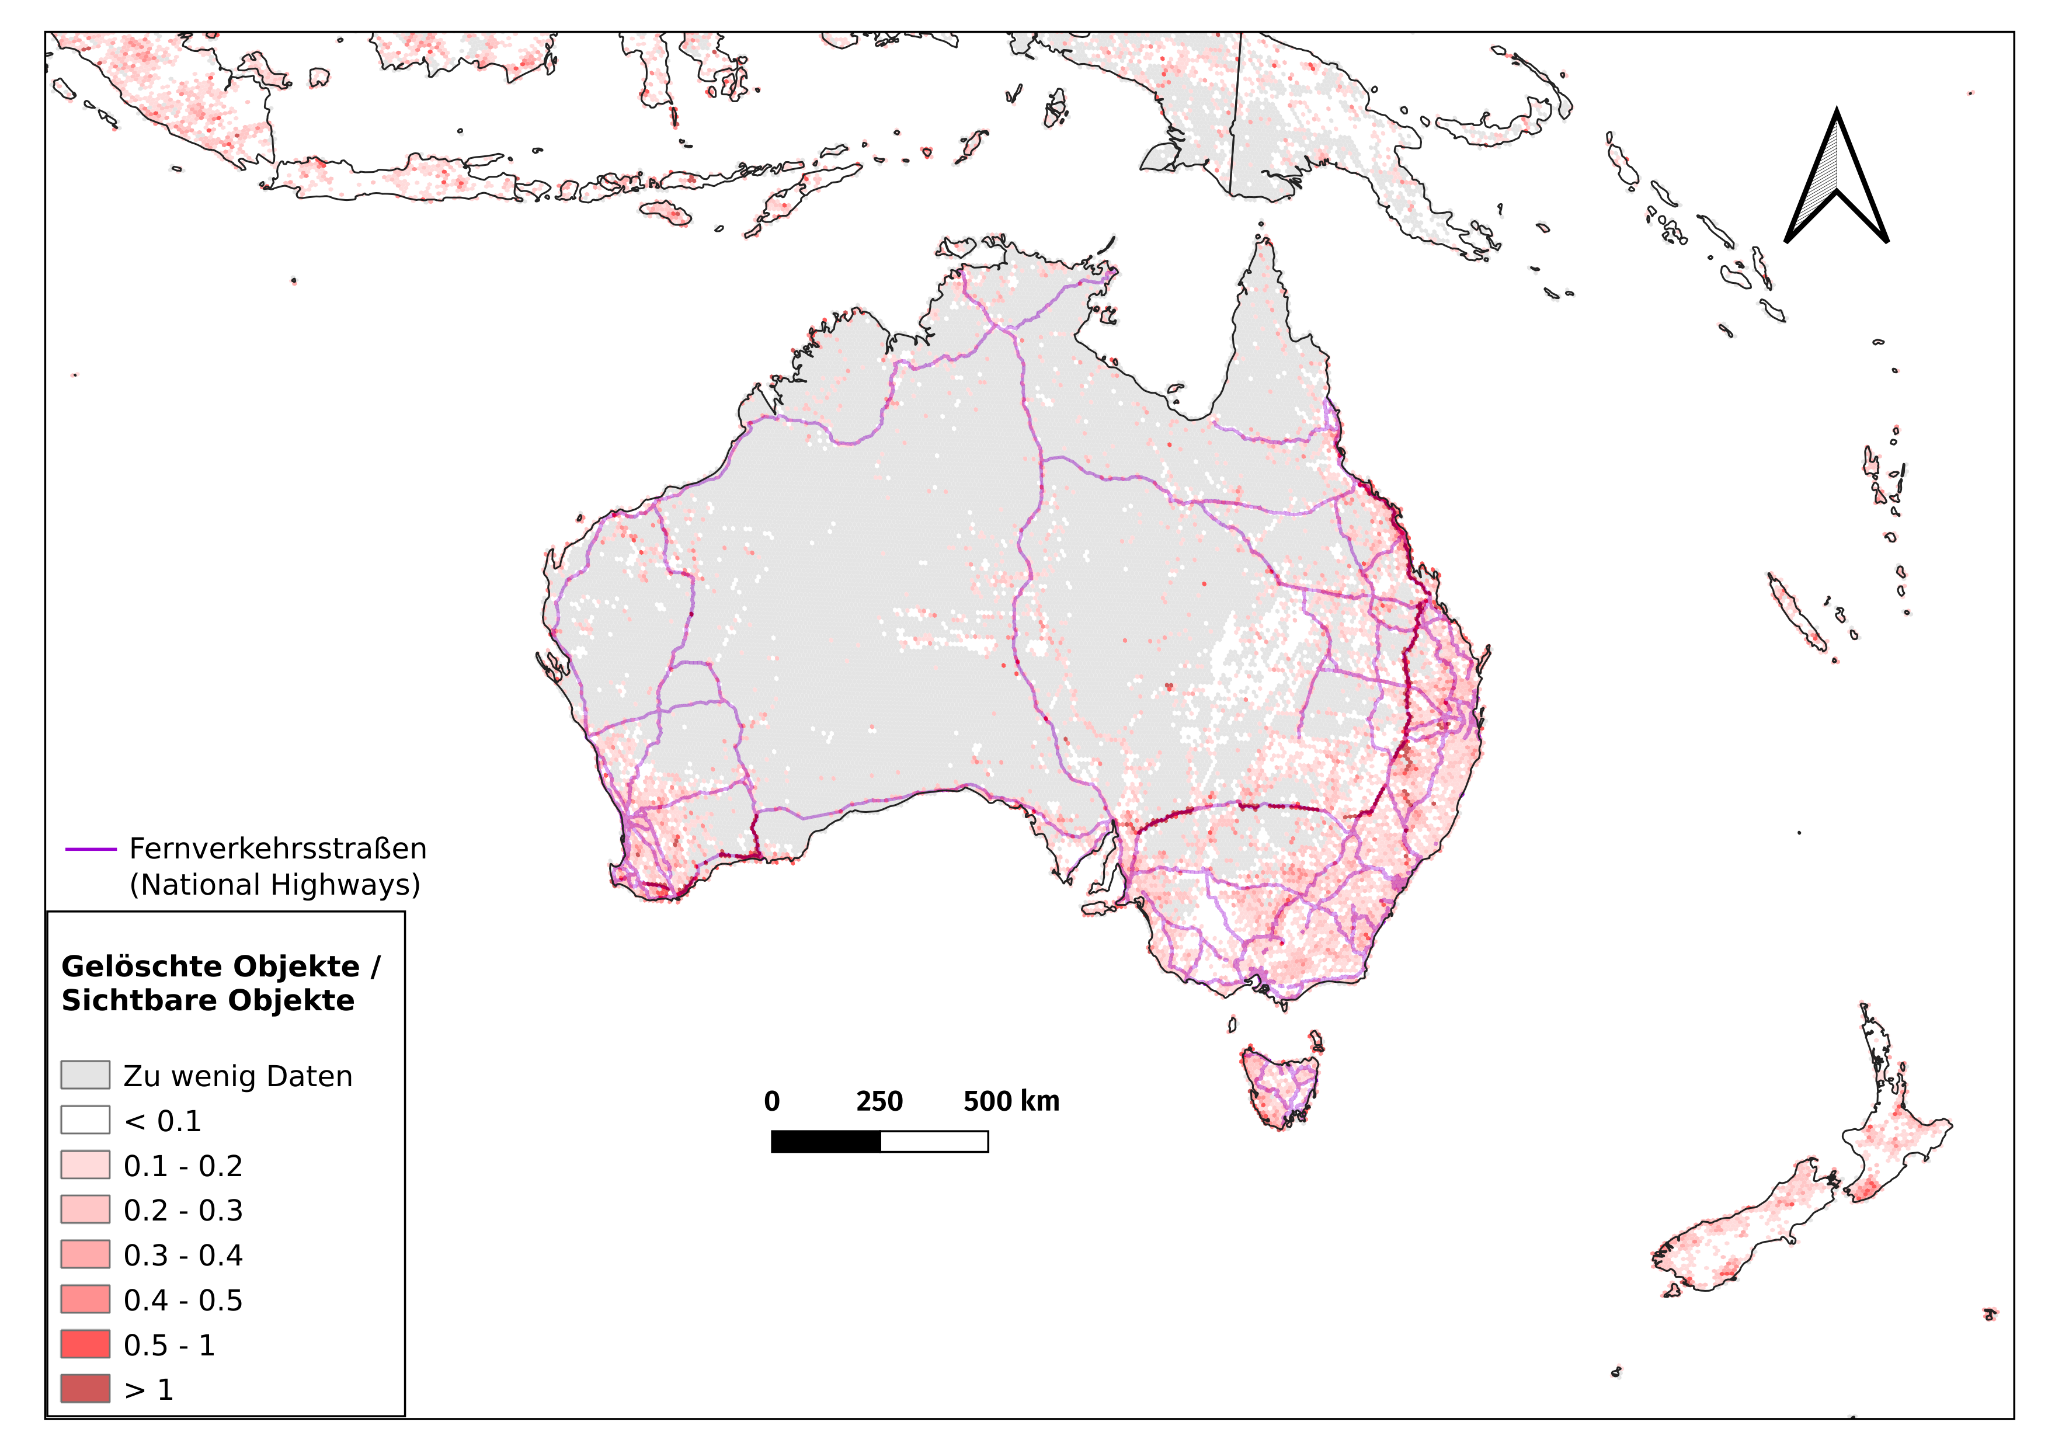 Fernverkehrsstraßen
(National Highways)
Gelöschte Objekte /
Sichtbare Objekte
Zu wenig Daten
< 0.1
0.1 - 0.2
0.2 - 0.3
0.3 - 0.4
0.4 - 0.5
0.5 - 1
> 1
0 250 500 km